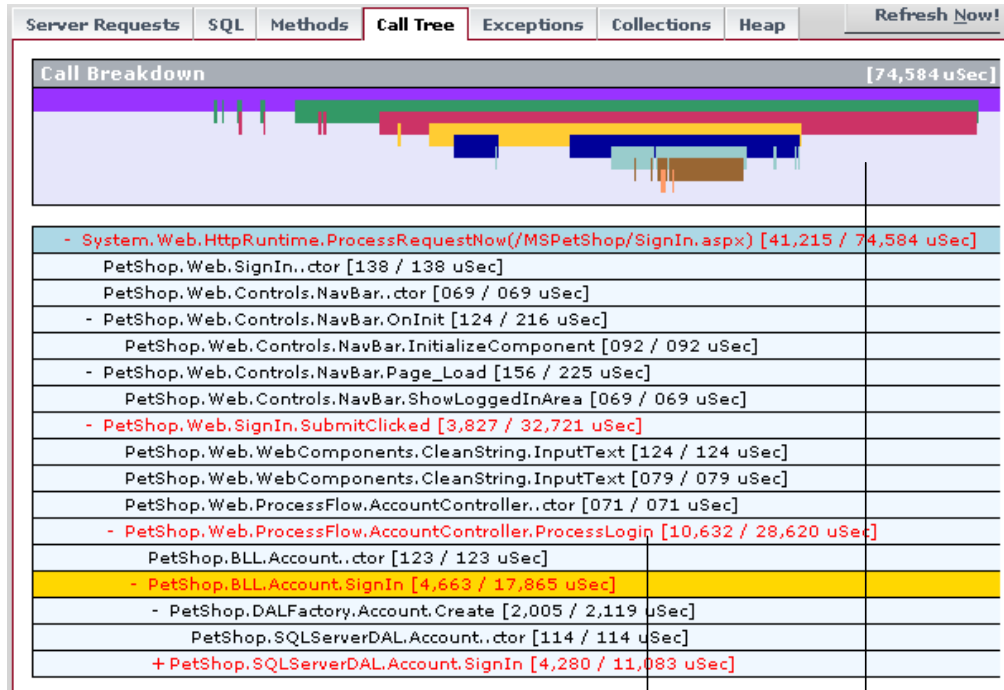 Server Requests SQL Methods Call Tree Exceptions Collections Heap Refresh Now!
Call Breakdown [74,584 uSec]
- System.Web.HttpRuntime.ProcessRequestNow(/MSPetShop/SignIn.aspx) [41,215 / 74,584 uSec]
PetShop.Web.SignIn..ctor [138 / 138 uSec]
PetShop.Web.Controls.NavBar..ctor [069 / 069 uSec]
- PetShop.Web.Controls.NavBar.OnInit [124 / 216 uSec]
PetShop.Web.Controls.NavBar.InitializeComponent [092 / 092 uSec]
- PetShop.Web.Controls.NavBar.Page_Load [156 / 225 uSec]
PetShop.Web.Controls.NavBar.ShowLoggedInArea [069 / 069 uSec]
- PetShop.Web.SignIn.SubmitClicked [3,827 / 32,721 uSec]
PetShop.Web.WebComponents.CleanString.InputText [124 / 124 uSec]
PetShop.Web.WebComponents.CleanString.InputText [079 / 079 uSec]
PetShop.Web.ProcessFlow.AccountController..ctor [071 / 071 uSec]
- PetShop.Web.ProcessFlow.AccountController.ProcessLogin [10,632 / 28,620 uSec]
PetShop.BLL.Account..ctor [123 / 123 uSec]
- PetShop.BLL.Account.SignIn [4,663 / 17,865 uSec]
- PetShop.DALFactory.Account.Create [2,005 / 2,119 uSec]
PetShop.SQLServerDAL.Account..ctor [114 / 114 uSec]
+ PetShop.SQLServerDAL.Account.SignIn [4,280 / 11,083 uSec]